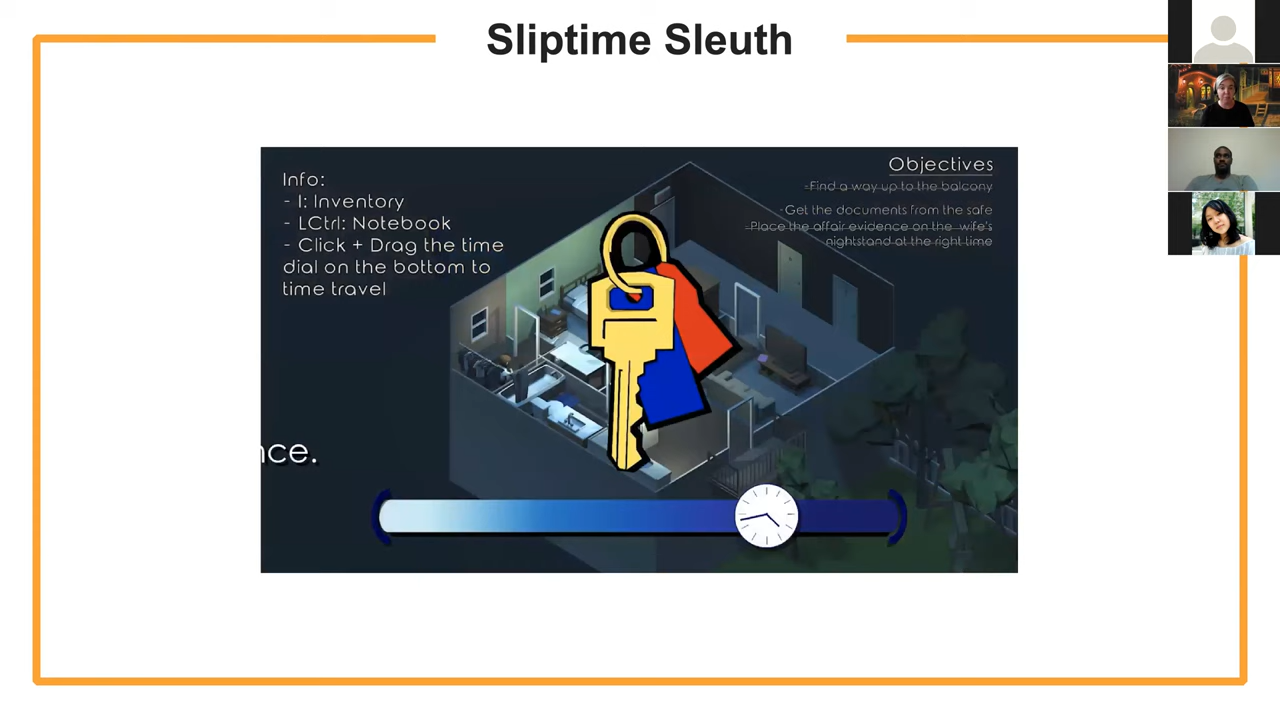 Sliptime Sleuth
Info:
- I: Inventory
- LCtrl: Notebook
- Click + Drag the time
dial on the bottom to
time travel
Objectives
-Find a way up to the balcony
-Get the documents from the safe
-Place the affair evidence on the wife's
nightstand at the right time
nce.